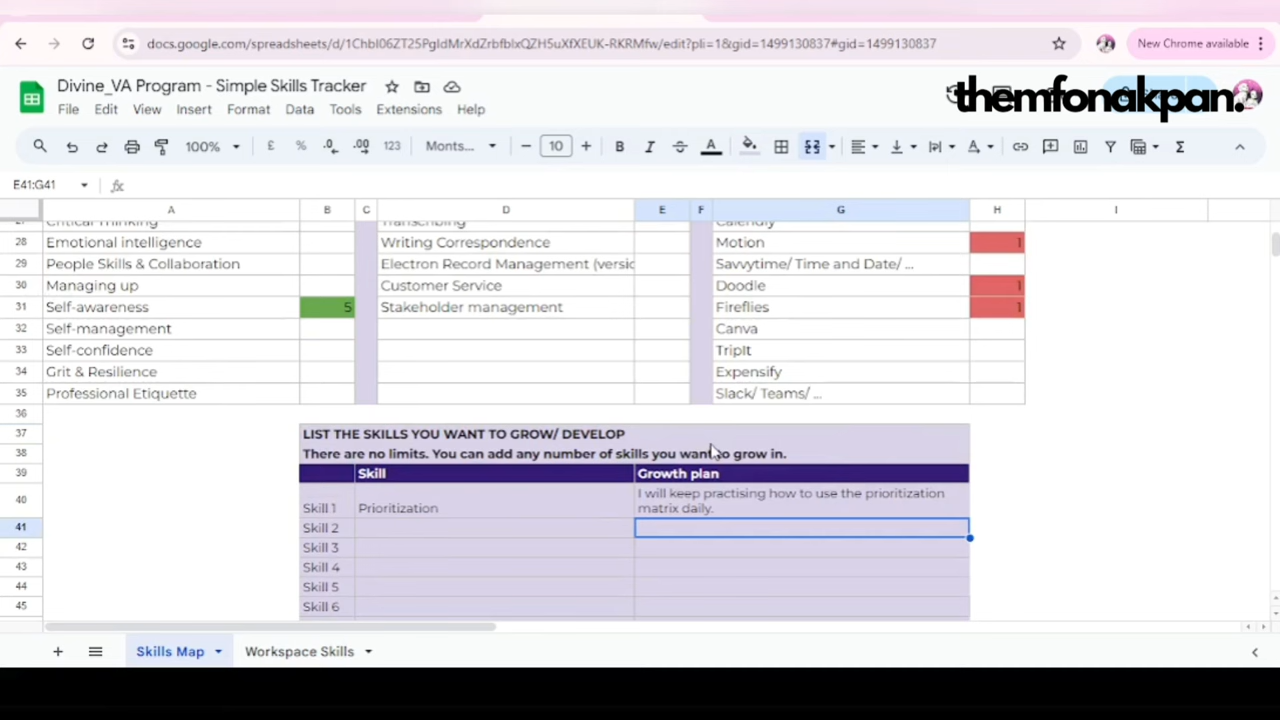 docs.google.com/spreadsheets/d/1ChbI06ZT25PgIdMrXdZrbfbIxQZH5uXfXEUK-RKRMfw/edit?pli=1&gid=1499130837#gid=1499130837
New Chrome available
Divine_VA Program - Simple Skills Tracker
themfonakpan.
File Edit View Insert Format Data Tools Extensions Help
100% £ % .0 .00 123 Monts... 10 B I A Σ
E41:G41 fx
A B C D E F G H I
27 Critical Thinking Transcribing Calendly
28 Emotional intelligence Writing Correspondence Motion 1
29 People Skills & Collaboration Electron Record Management (versio Savvytime/ Time and Date/ ...
30 Managing up Customer Service Doodle 1
31 Self-awareness 5 Stakeholder management Fireflies 1
32 Self-management Canva
33 Self-confidence TripIt
34 Grit & Resilience Expensify
35 Professional Etiquette Slack/ Teams/ ...
36
37 LIST THE SKILLS YOU WANT TO GROW/ DEVELOP
38 There are no limits. You can add any number of skills you want to grow in.
39 Skill Growth plan
40 Skill 1 Prioritization I will keep practising how to use the prioritization
matrix daily.
41 Skill 2
42 Skill 3
43 Skill 4
44 Skill 5
45 Skill 6
Skills Map Workspace Skills